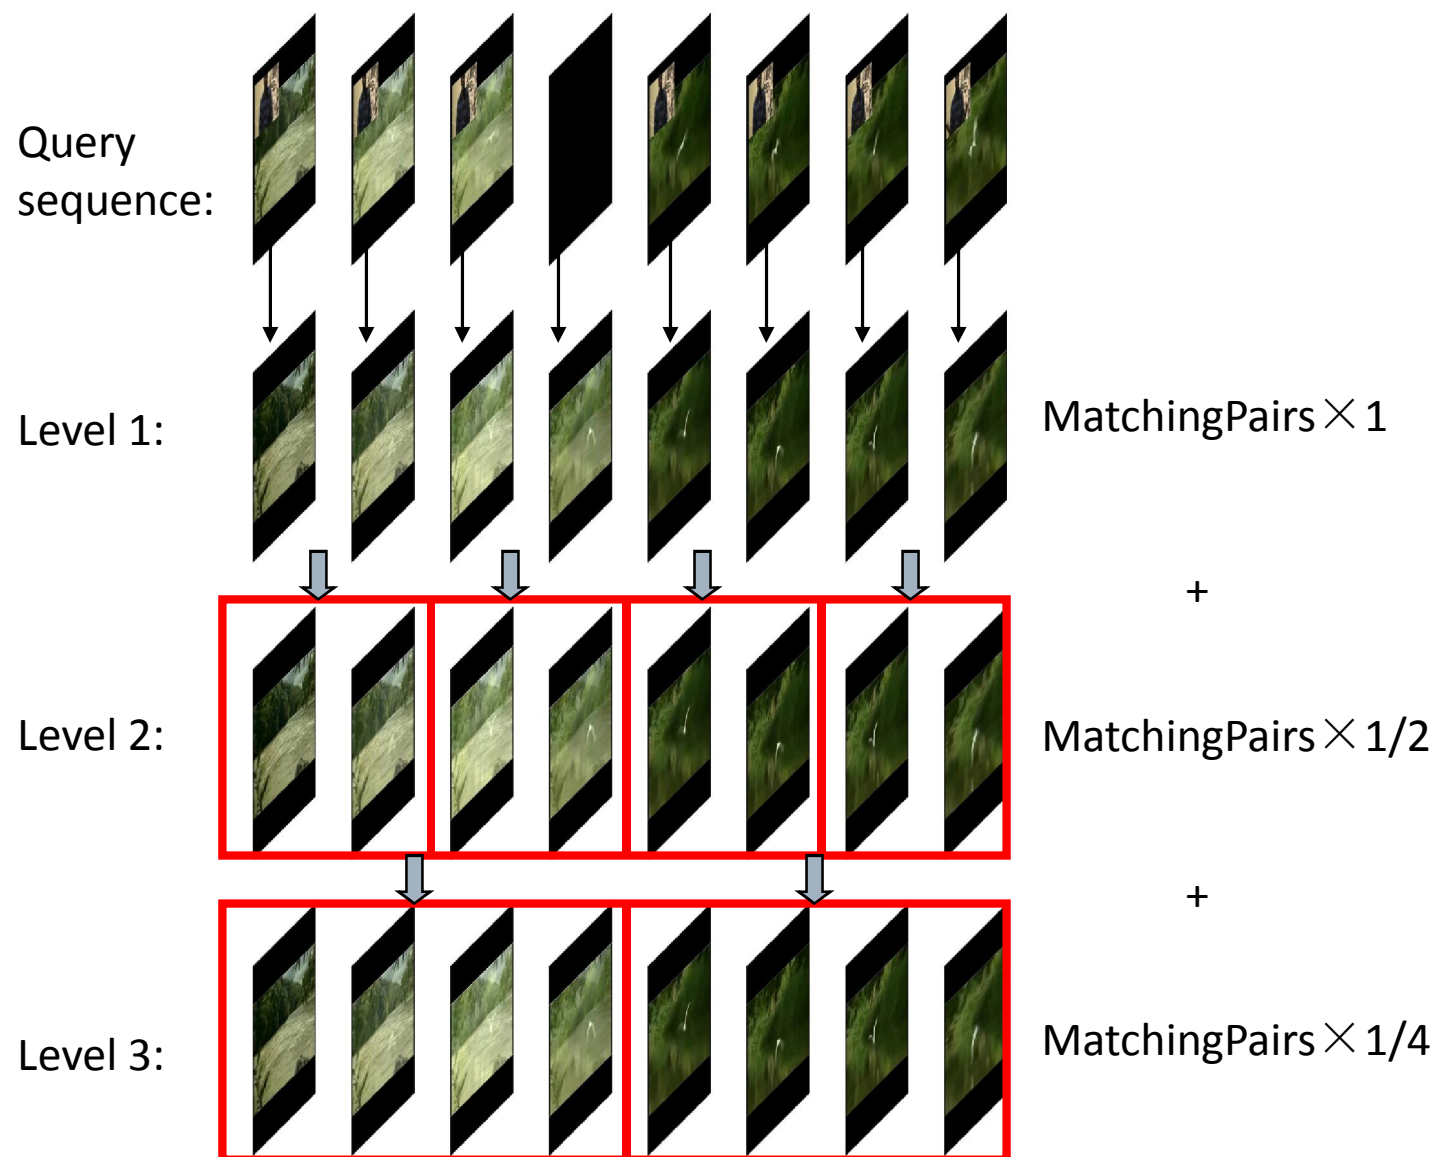 Query
sequence:
Level 1:
MatchingPairs×1
+
Level 2:
MatchingPairs×1/2
+
Level 3:
MatchingPairs×1/4